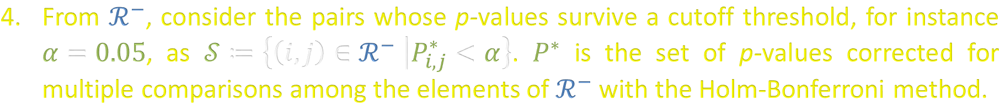 4. From ℛ⁻, consider the pairs whose p-values survive a cutoff threshold, for instance
α = 0.05, as 𝒮 := {(i, j) ∈ ℛ⁻ |P*ᵢ,ⱼ < α}. P* is the set of p-values corrected for
multiple comparisons among the elements of ℛ⁻ with the Holm-Bonferroni method.